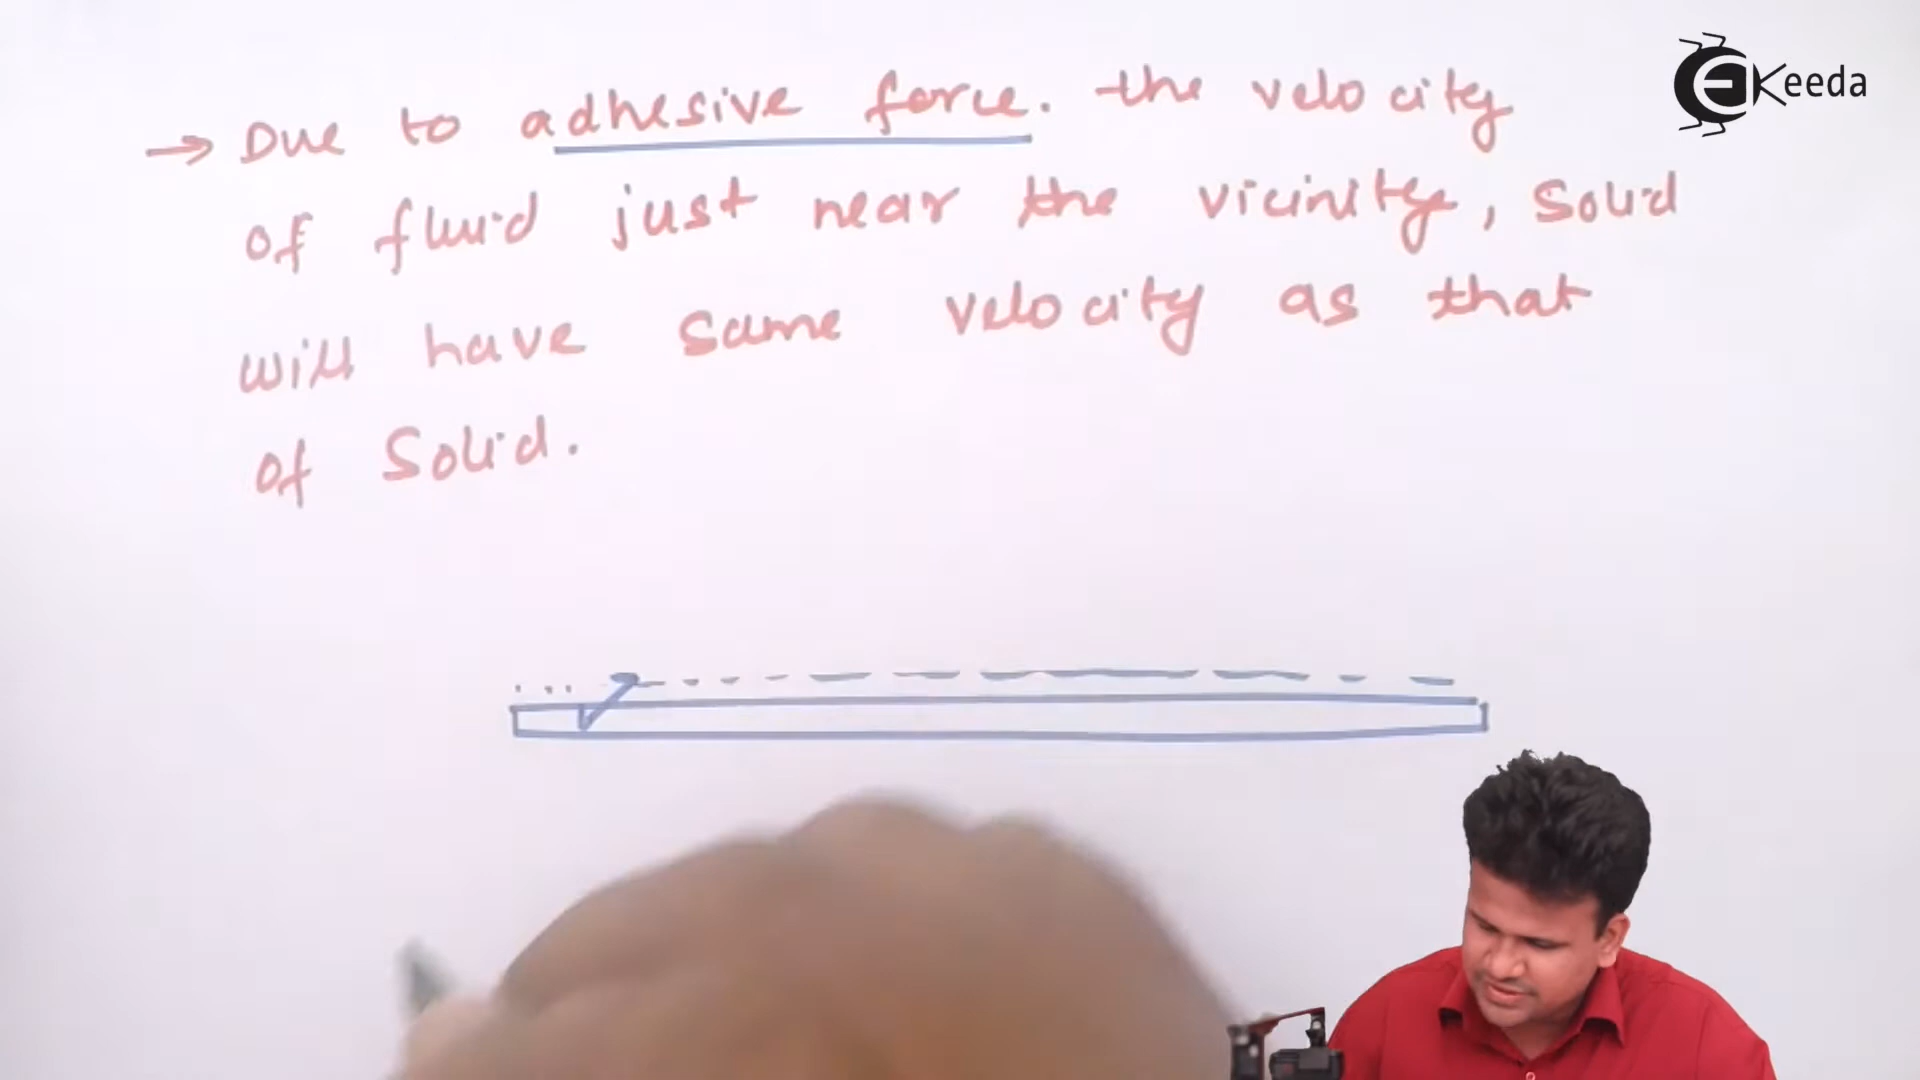 EKeeda
→ Due to adhesive force. the velocity
of fluid just near the vicinity, Solid
will have same velocity as that
of Solid.